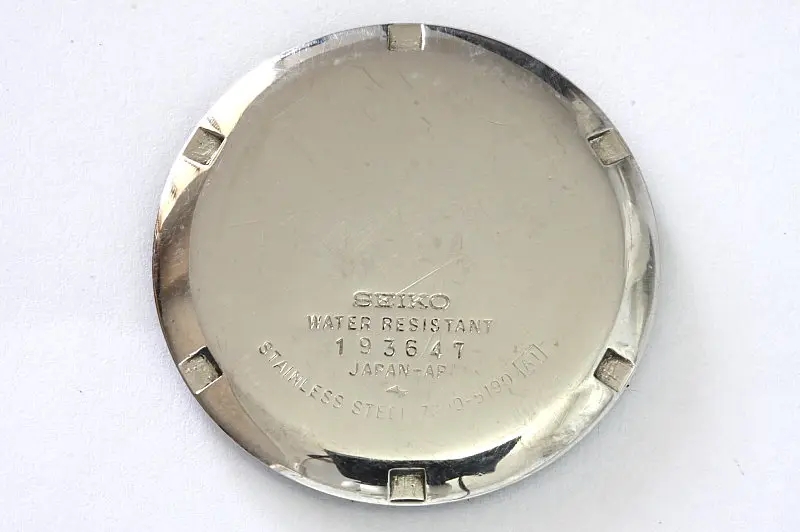 SEIKO
WATER RESISTANT
193647
JAPAN-A
STAINLESS STEEL